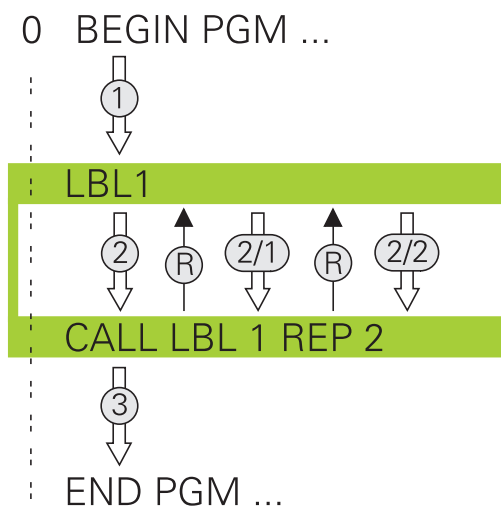 0 BEGIN PGM ...
1
LBL1
2 R 2/1 R 2/2
CALL LBL 1 REP 2
3
END PGM ...